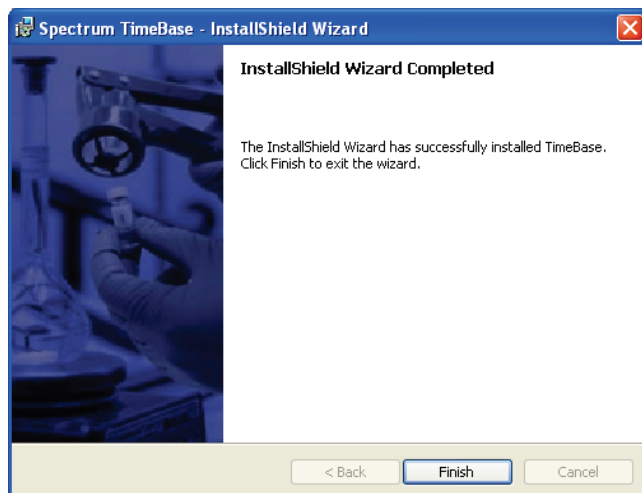 Spectrum TimeBase - InstallShield Wizard
InstallShield Wizard Completed
The InstallShield Wizard has successfully installed TimeBase.
Click Finish to exit the wizard.
< Back
Finish
Cancel